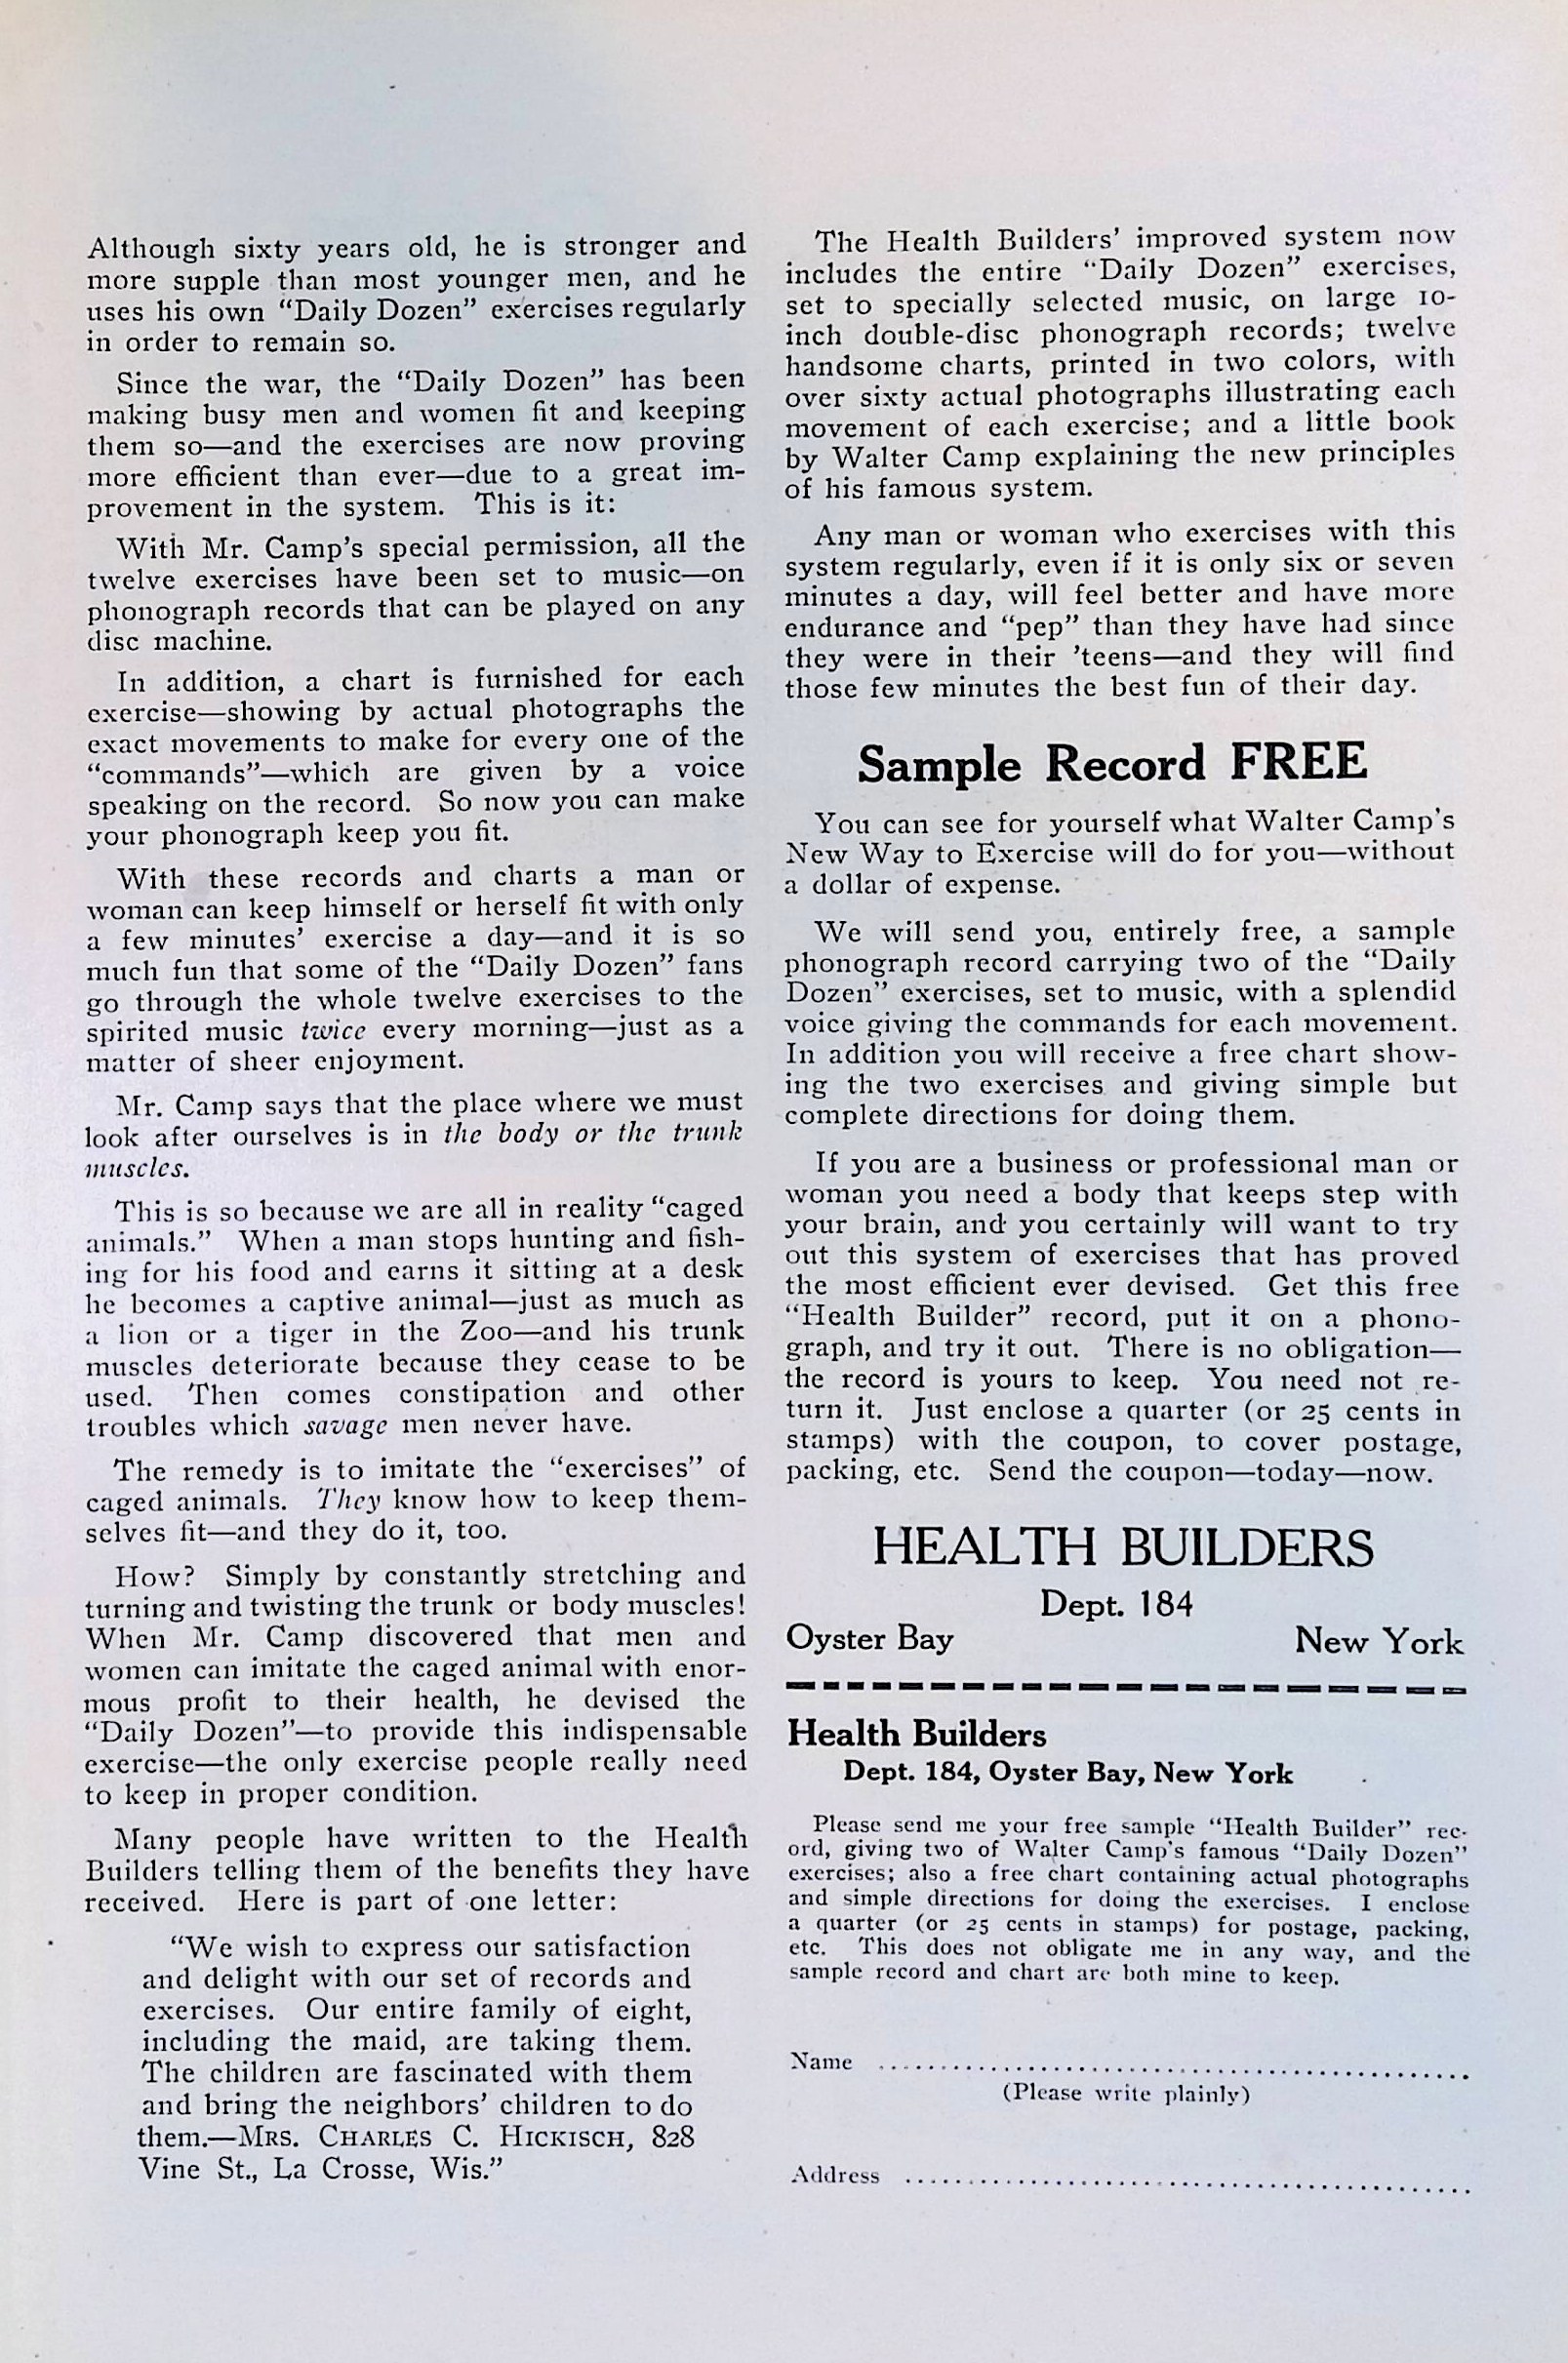 Although sixty years old, he is stronger and
more supple than most younger men, and he
uses his own “Daily Dozen” exercises regularly
in order to remain so.
Since the war, the “Daily Dozen” has been
making busy men and women fit and keeping
them so—and the exercises are now proving
more efficient than ever—due to a great im-
provement in the system. This is it:
With Mr. Camp’s special permission, all the
twelve exercises have been set to music—on
phonograph records that can be played on any
disc machine.
In addition, a chart is furnished for each
exercise—showing by actual photographs the
exact movements to make for every one of the
“commands”—which are given by a voice
speaking on the record. So now you can make
your phonograph keep you fit.
With these records and charts a man or
woman can keep himself or herself fit with only
a few minutes’ exercise a day—and it is so
much fun that some of the “Daily Dozen” fans
go through the whole twelve exercises to the
spirited music twice every morning—just as a
matter of sheer enjoyment.
Mr. Camp says that the place where we must
look after ourselves is in the body or the trunk
muscles.
This is so because we are all in reality “caged
animals.” When a man stops hunting and fish-
ing for his food and earns it sitting at a desk
he becomes a captive animal—just as much as
a lion or a tiger in the Zoo—and his trunk
muscles deteriorate because they cease to be
used. Then comes constipation and other
troubles which savage men never have.
The remedy is to imitate the “exercises” of
caged animals. They know how to keep them-
selves fit—and they do it, too.
How? Simply by constantly stretching and
turning and twisting the trunk or body muscles!
When Mr. Camp discovered that men and
women can imitate the caged animal with enor-
mous profit to their health, he devised the
“Daily Dozen”—to provide this indispensable
exercise—the only exercise people really need
to keep in proper condition.
Many people have written to the Health
Builders telling them of the benefits they have
received. Here is part of one letter:
“We wish to express our satisfaction
and delight with our set of records and
exercises. Our entire family of eight,
including the maid, are taking them.
The children are fascinated with them
and bring the neighbors’ children to do
them.—MRS. CHARLES C. HICKISCH, 828
Vine St., La Crosse, Wis.”
The Health Builders’ improved system now
includes the entire “Daily Dozen” exercises,
set to specially selected music, on large 10-
inch double-disc phonograph records; twelve
handsome charts, printed in two colors, with
over sixty actual photographs illustrating each
movement of each exercise; and a little book
by Walter Camp explaining the new principles
of his famous system.
Any man or woman who exercises with this
system regularly, even if it is only six or seven
minutes a day, will feel better and have more
endurance and “pep” than they have had since
they were in their ’teens—and they will find
those few minutes the best fun of their day.
Sample Record FREE
You can see for yourself what Walter Camp’s
New Way to Exercise will do for you—without
a dollar of expense.
We will send you, entirely free, a sample
phonograph record carrying two of the “Daily
Dozen” exercises, set to music, with a splendid
voice giving the commands for each movement.
In addition you will receive a free chart show-
ing the two exercises and giving simple but
complete directions for doing them.
If you are a business or professional man or
woman you need a body that keeps step with
your brain, and you certainly will want to try
out this system of exercises that has proved
the most efficient ever devised. Get this free
“Health Builder” record, put it on a phono-
graph, and try it out. There is no obligation—
the record is yours to keep. You need not re-
turn it. Just enclose a quarter (or 25 cents in
stamps) with the coupon, to cover postage,
packing, etc. Send the coupon—today—now.
HEALTH BUILDERS
Dept. 184
Oyster Bay New York
Health Builders
Dept. 184, Oyster Bay, New York
Please send me your free sample “Health Builder” rec-
ord, giving two of Walter Camp’s famous “Daily Dozen”
exercises; also a free chart containing actual photographs
and simple directions for doing the exercises. I enclose
a quarter (or 25 cents in stamps) for postage, packing,
etc. This does not obligate me in any way, and the
sample record and chart are both mine to keep.
Name ..........................................
(Please write plainly)
Address ........................................